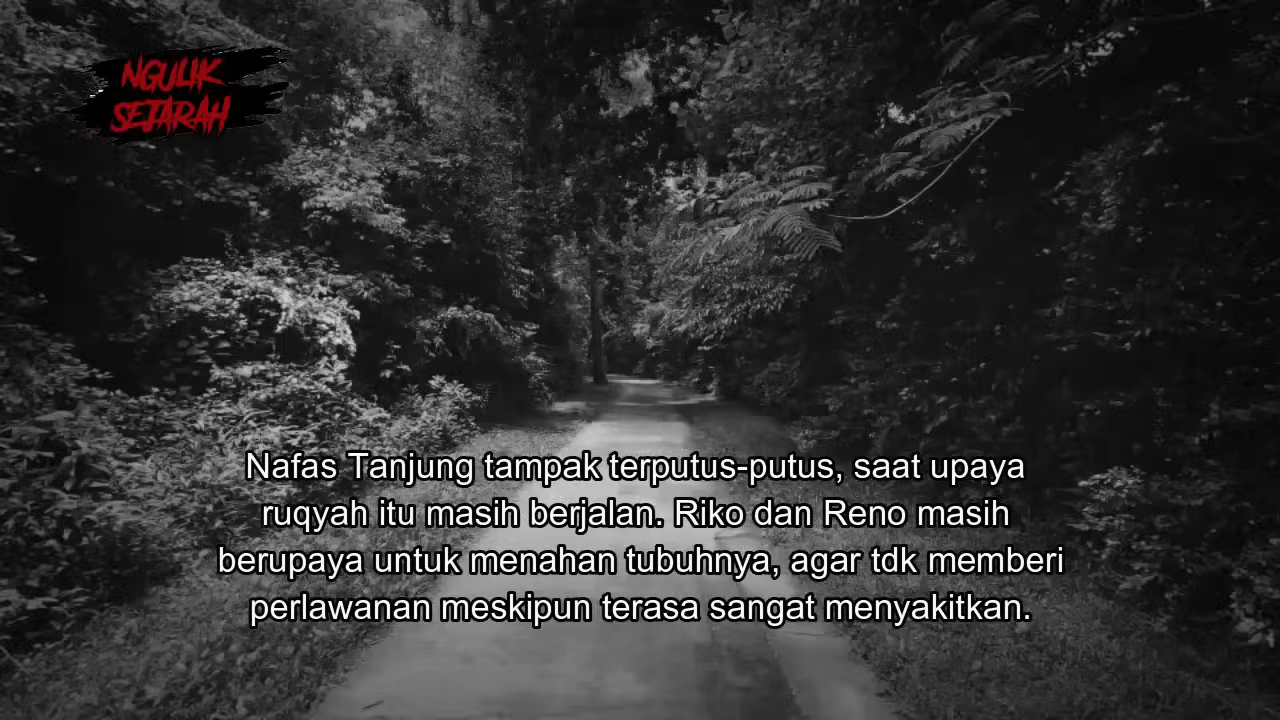 NGULIK
SEJARAH
Nafas Tanjung tampak terputus-putus, saat upaya
ruqyah itu masih berjalan. Riko dan Reno masih
berupaya untuk menahan tubuhnya, agar tdk memberi
perlawanan meskipun terasa sangat menyakitkan.